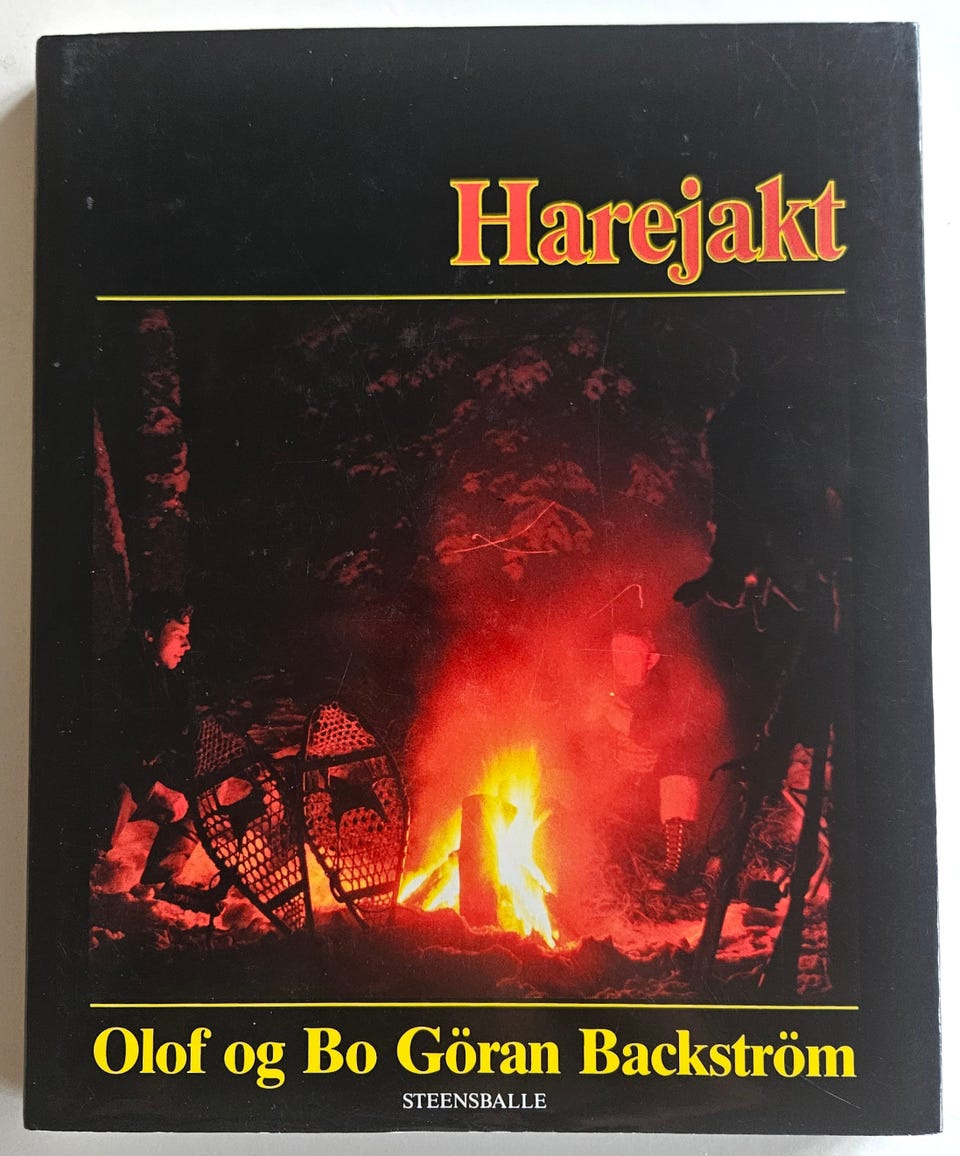 Harejakt
Olof og Bo Göran Backström
STEENSBALLE